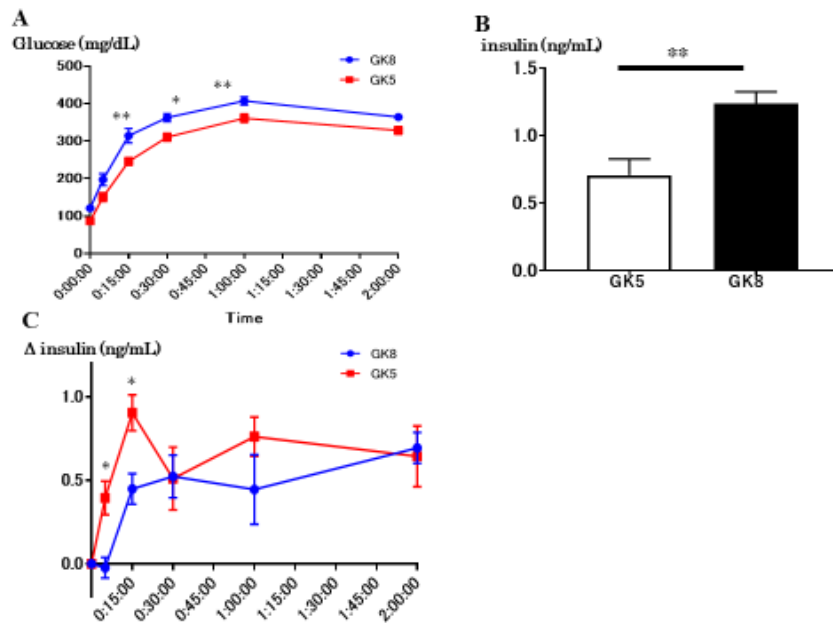 A
Glucose (mg/dL)
GK8
GK5
500
400
300
200
100
0
**
*
**
0:00:00
0:15:00
0:30:00
0:45:00
1:00:00
1:15:00
1:30:00
1:45:00
2:00:00
Time
B
insulin (ng/mL)
**
1.5
1.0
0.5
0.0
GK5
GK8
C
Δ insulin (ng/mL)
GK8
GK5
1.0
0.5
0.0
*
*
0:15:00
0:30:00
0:45:00
1:00:00
1:15:00
1:30:00
1:45:00
2:00:00